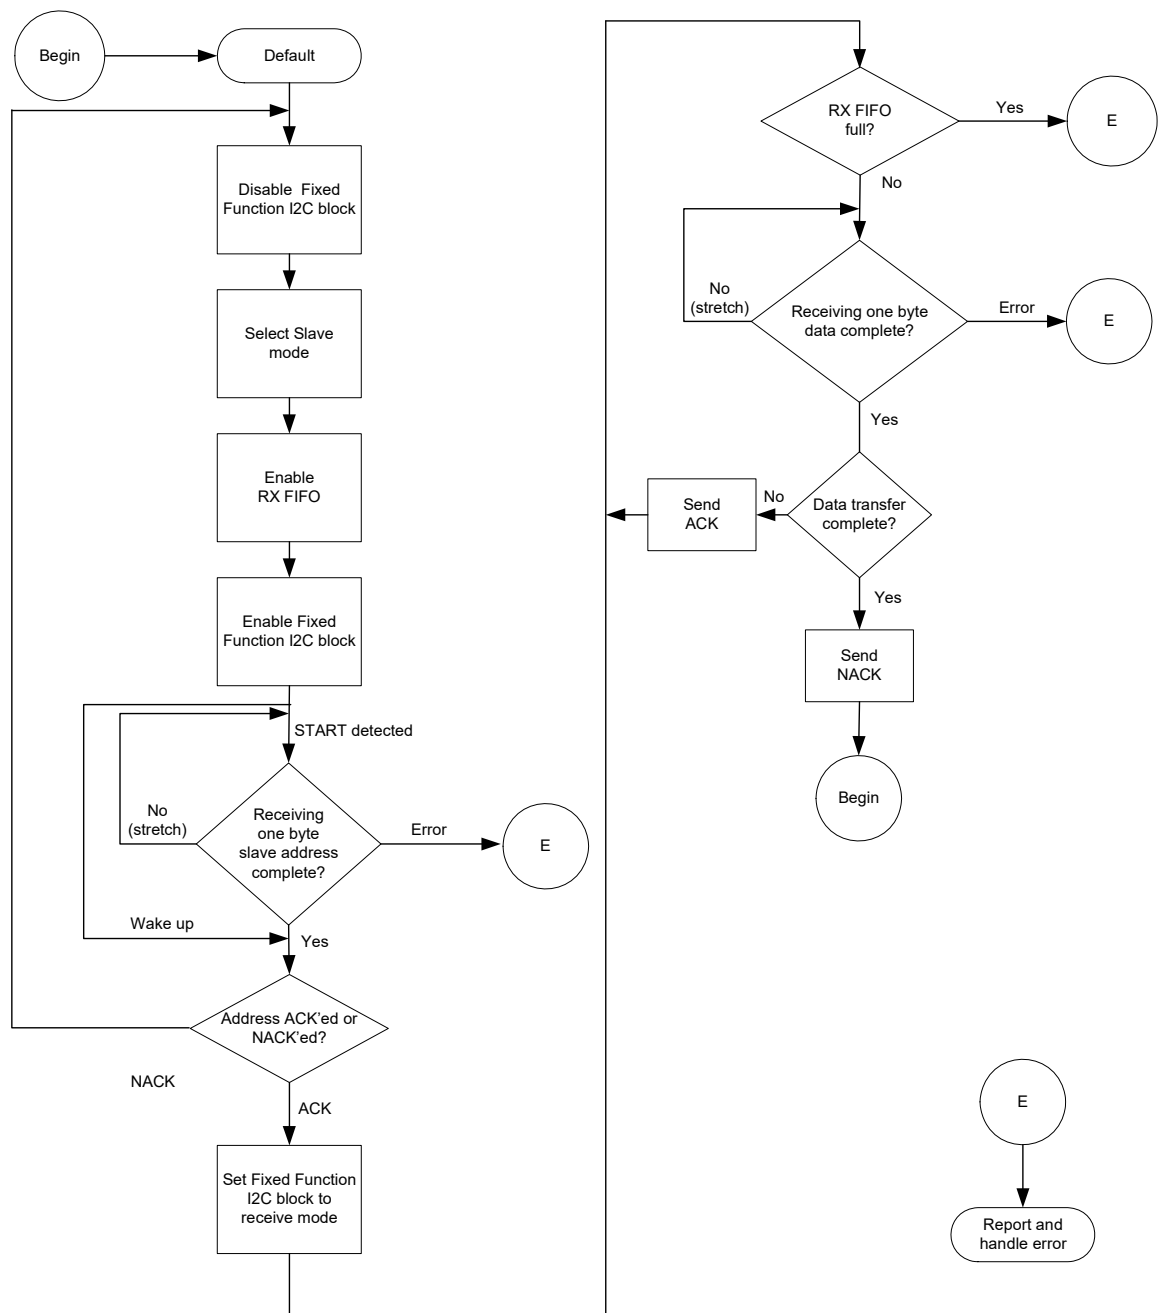 Begin
Default
Disable Fixed
Function I2C block
Select Slave
mode
Enable
RX FIFO
Enable Fixed
Function I2C block
START detected
No
(stretch)
Receiving
one byte
slave address
complete?
Error
E
Wake up
Yes
Address ACK'ed or
NACK'ed?
NACK
ACK
Set Fixed Function
I2C block to
receive mode
RX FIFO
full?
Yes
E
No
No
(stretch)
Receiving one byte
data complete?
Error
E
Yes
Send
ACK
No
Data transfer
complete?
Yes
Send
NACK
Begin
E
Report and
handle error